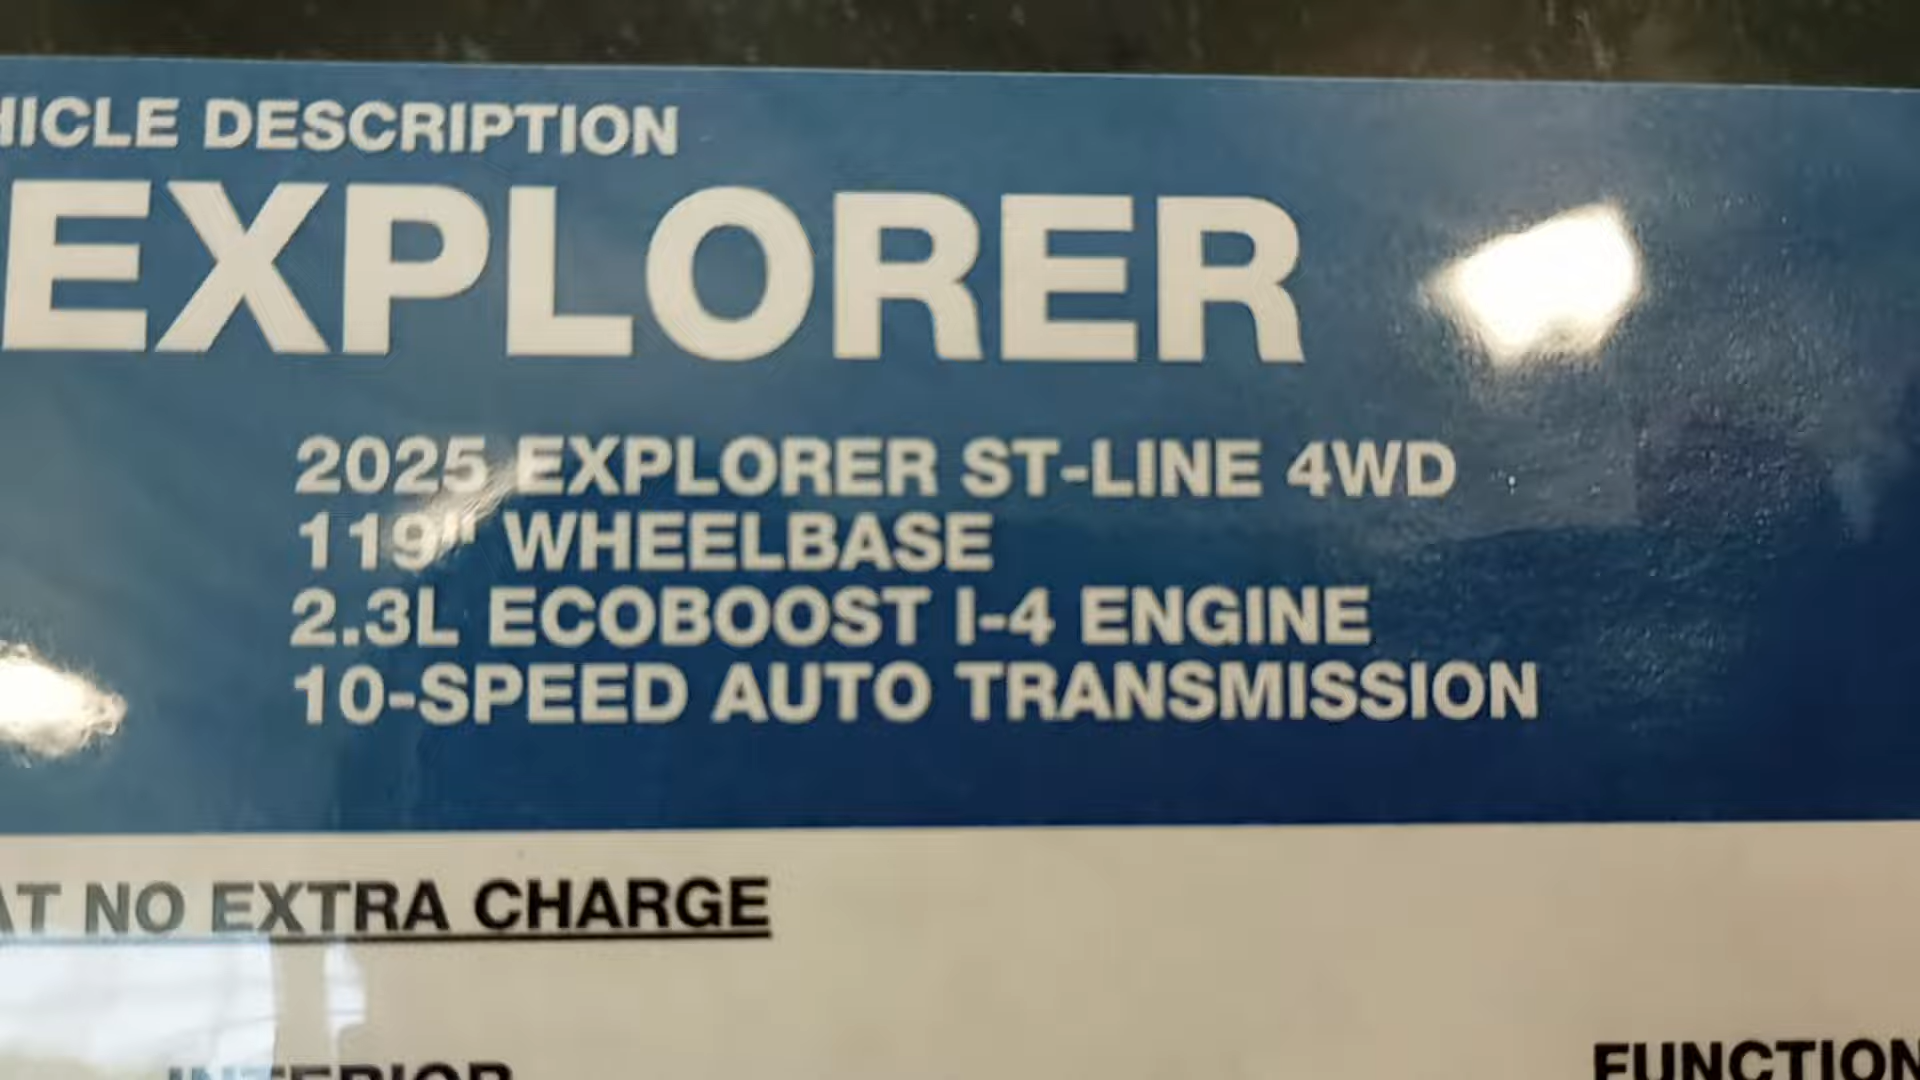 HICLE DESCRIPTION
EXPLORER
2025 EXPLORER ST-LINE 4WD
119" WHEELBASE
2.3L ECOBOOST I-4 ENGINE
10-SPEED AUTO TRANSMISSION
AT NO EXTRA CHARGE
INTERIOR
FUNCTION